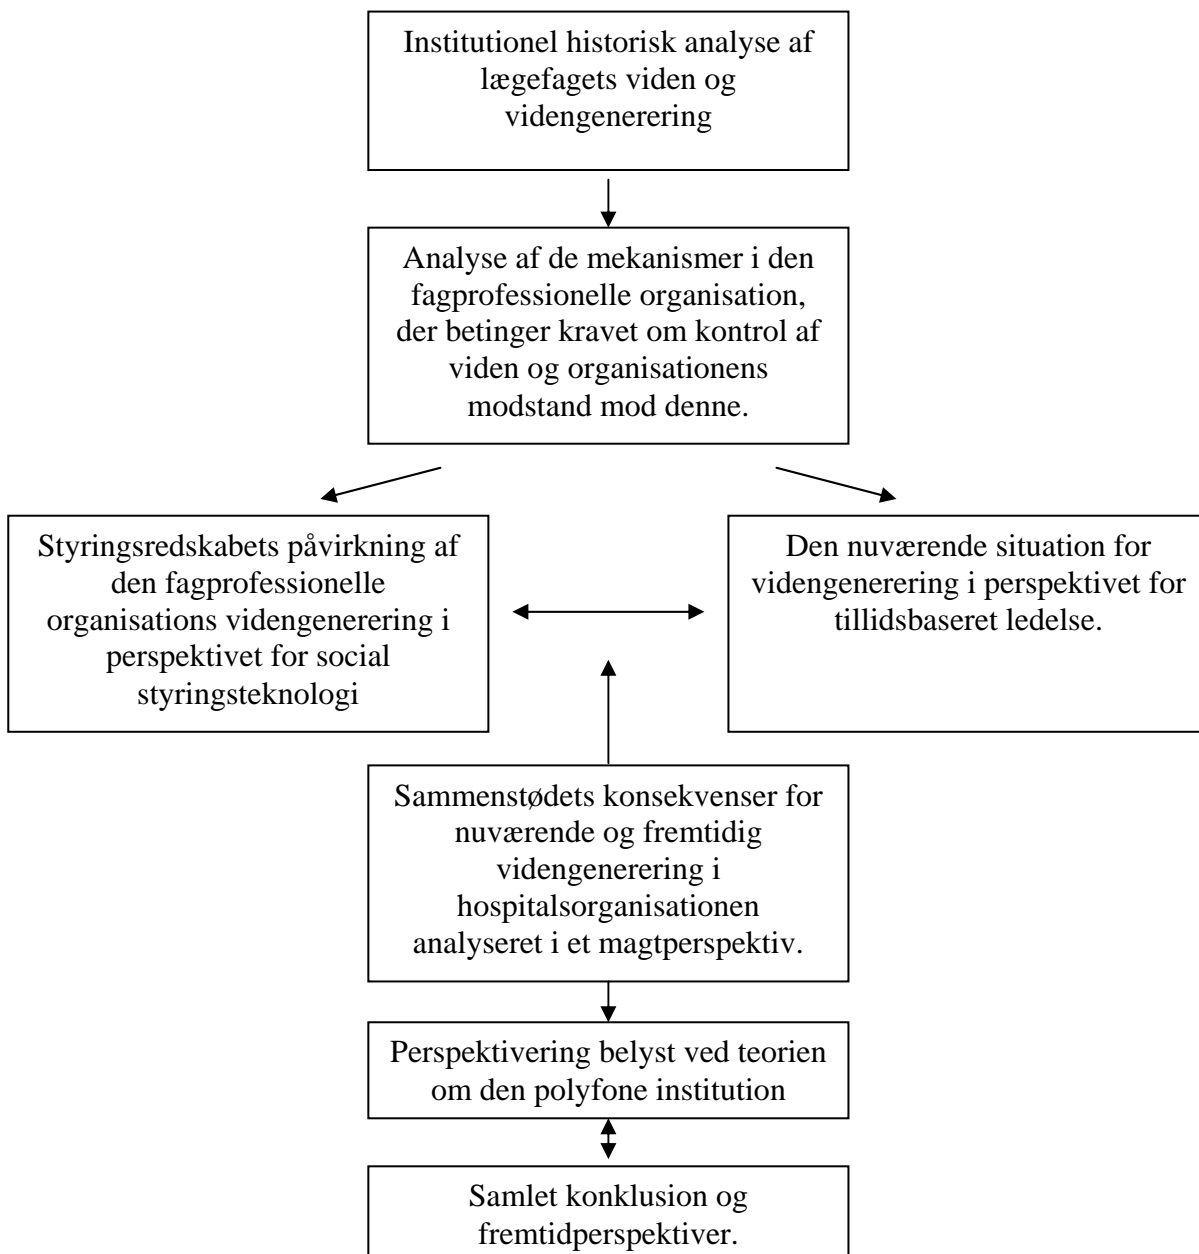 Institutionel historisk analyse af
lægefagets viden og
videngenerering
Analyse af de mekanismer i den
fagprofessionelle organisation,
der betinger kravet om kontrol af
viden og organisationens
modstand mod denne.
Styringsredskabets påvirkning af
den fagprofessionelle
organisations videngenerering i
perspektivet for social
styringsteknologi
Den nuværende situation for
videngenerering i perspektivet for
tillidsbaseret ledelse.
Sammenstødets konsekvenser for
nuværende og fremtidig
videngenerering i
hospitalsorganisationen
analyseret i et magtperspektiv.
Perspektivering belyst ved teorien
om den polyfone institution
Samlet konklusion og
fremtidperspektiver.